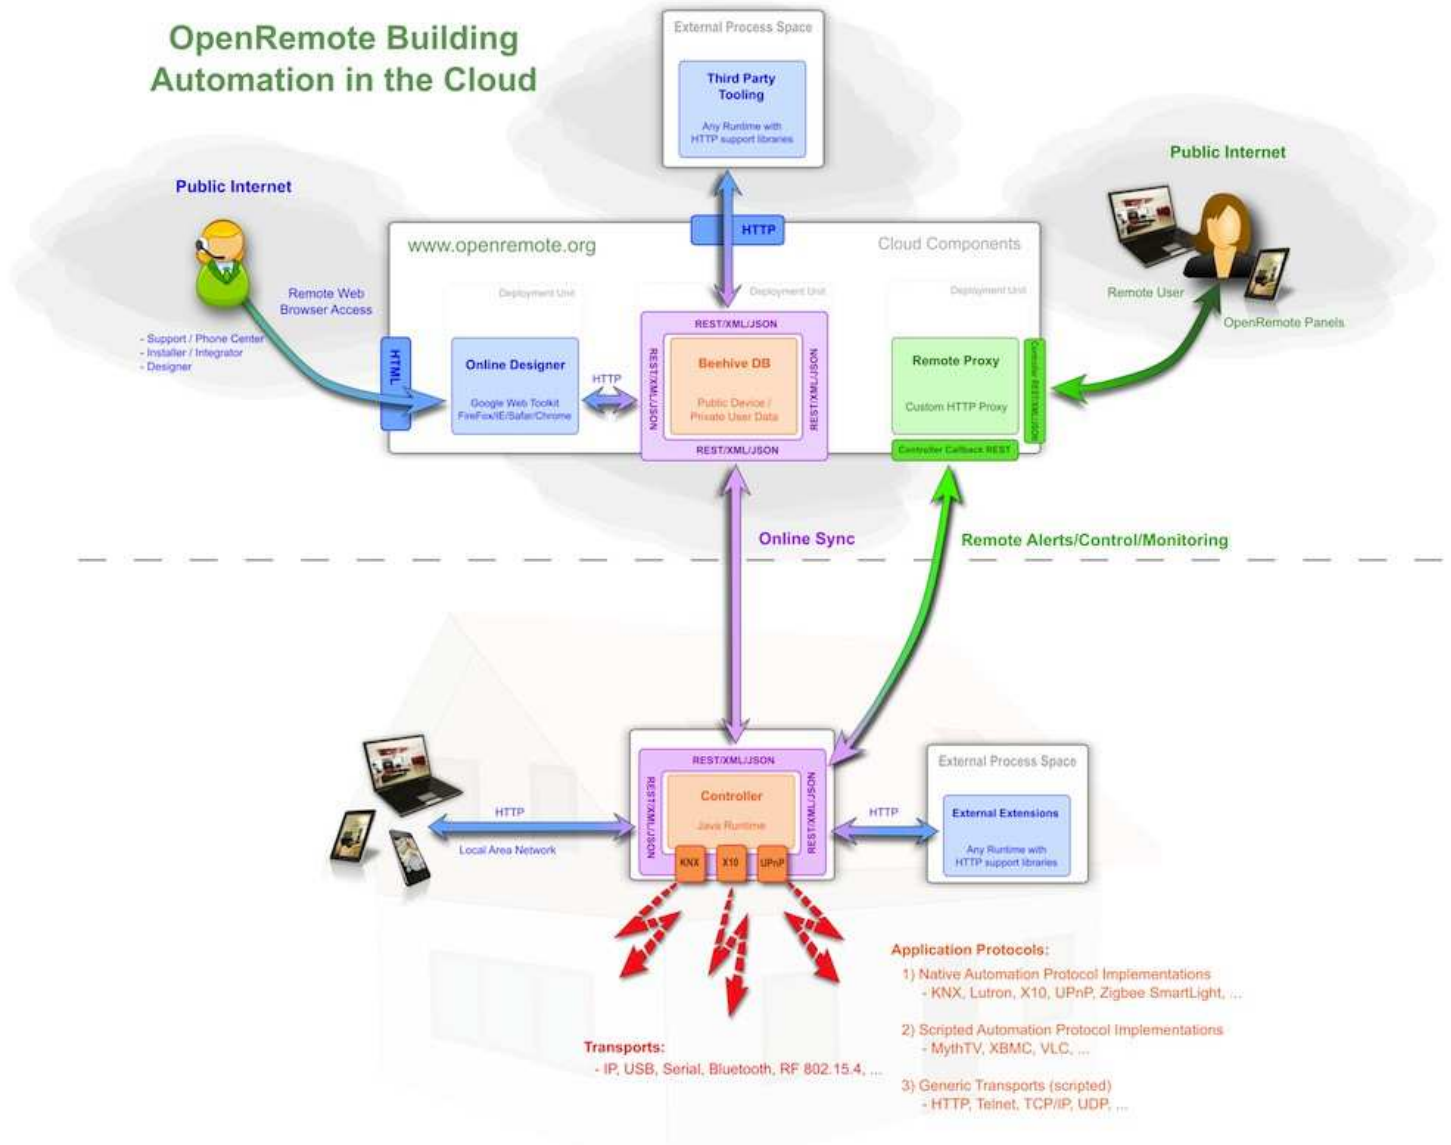 OpenRemote Building
Automation in the Cloud
External Process Space
Third Party
Tooling
Any Runtime with
HTTP support libraries
Public Internet
Public Internet
www.openremote.org
HTTP
Cloud Components
Remote Web
Browser Access
- Support / Phone Center
- Installer / Integrator
- Designer
HTML
Deployment Unit
Online Designer
Google Web Toolkit
FireFox/IE/Safar/Chrome
HTTP
Deployment Unit
REST/XML/JSON
REST/XML/JSON
Beehive DB
Public Device /
Private User Data
REST/XML/JSON
REST/XML/JSON
Deployment Unit
Remote Proxy
Custom HTTP Proxy
Controller REST/XML/JSON
Controller Callback REST
Remote User
OpenRemote Panels
Online Sync
Remote Alerts/Control/Monitoring
HTTP
Local Area Network
REST/XML/JSON
REST/XML/JSON
Controller
Java Runtime
REST/XML/JSON
KNX
X10
UPnP
HTTP
External Process Space
External Extensions
Any Runtime with
HTTP support libraries
Transports:
- IP, USB, Serial, Bluetooth, RF 802.15.4, ...
Application Protocols:
1) Native Automation Protocol Implementations
- KNX, Lutron, X10, UPnP, Zigbee SmartLight, ...
2) Scripted Automation Protocol Implementations
- MythTV, XBMC, VLC, ...
3) Generic Transports (scripted)
- HTTP, Telnet, TCP/IP, UDP, ...